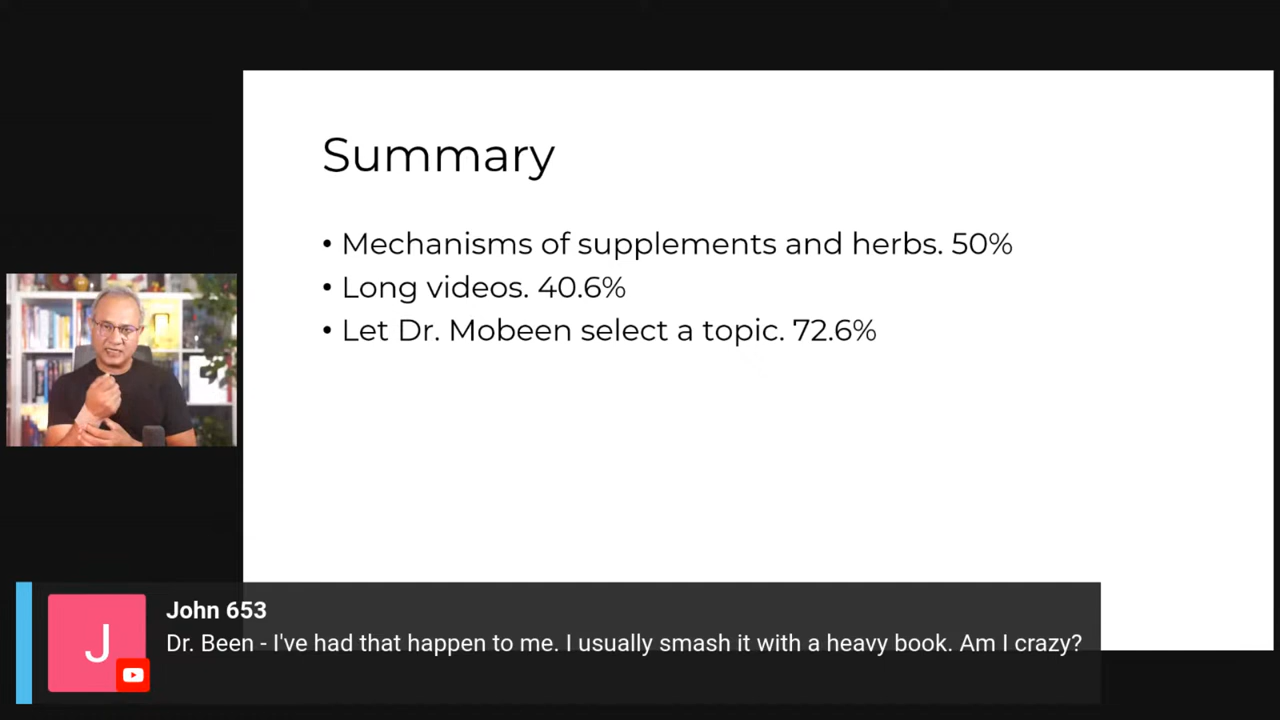 Summary
• Mechanisms of supplements and herbs. 50%
• Long videos. 40.6%
• Let Dr. Mobeen select a topic. 72.6%
J
John 653
Dr. Been - I've had that happen to me. I usually smash it with a heavy book. Am I crazy?